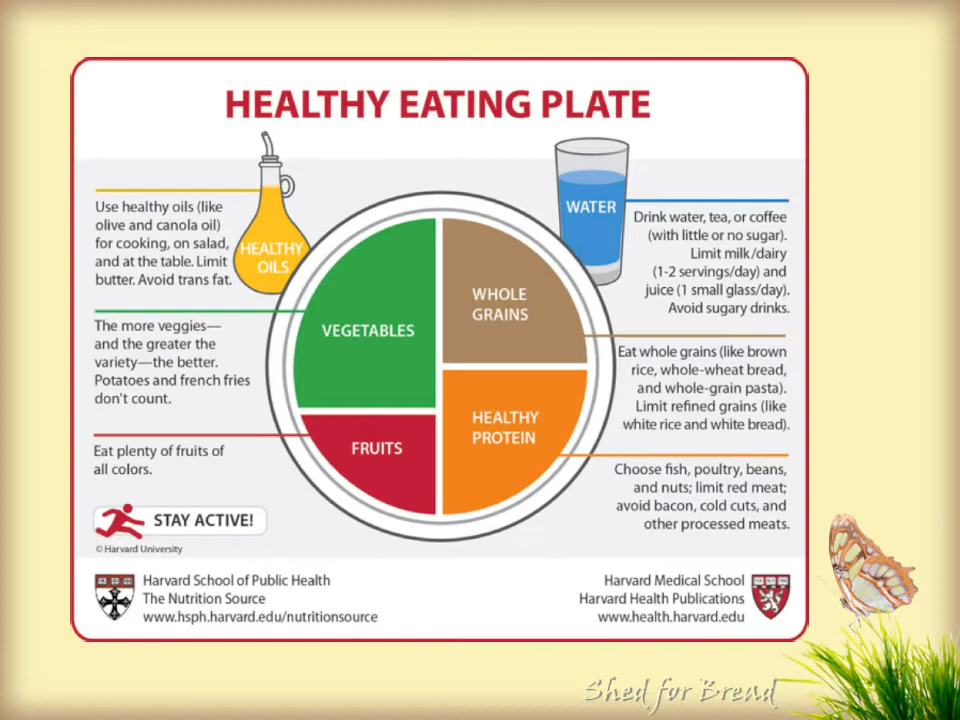 HEALTHY EATING PLATE
Use healthy oils (like
olive and canola oil)
for cooking, on salad,
and at the table. Limit
butter. Avoid trans fat.
HEALTHY
OILS
The more veggies—
and the greater the
variety—the better.
Potatoes and french fries
don't count.
Eat plenty of fruits of
all colors.
VEGETABLES
FRUITS
WHOLE
GRAINS
HEALTHY
PROTEIN
WATER
Drink water, tea, or coffee
(with little or no sugar).
Limit milk/dairy
(1-2 servings/day) and
juice (1 small glass/day).
Avoid sugary drinks.
Eat whole grains (like brown
rice, whole-wheat bread,
and whole-grain pasta).
Limit refined grains (like
white rice and white bread).
Choose fish, poultry, beans,
and nuts; limit red meat;
avoid bacon, cold cuts, and
other processed meats.
STAY ACTIVE!
© Harvard University
Harvard School of Public Health
The Nutrition Source
www.hsph.harvard.edu/nutritionsource
Harvard Medical School
Harvard Health Publications
www.health.harvard.edu
Shed for Bread